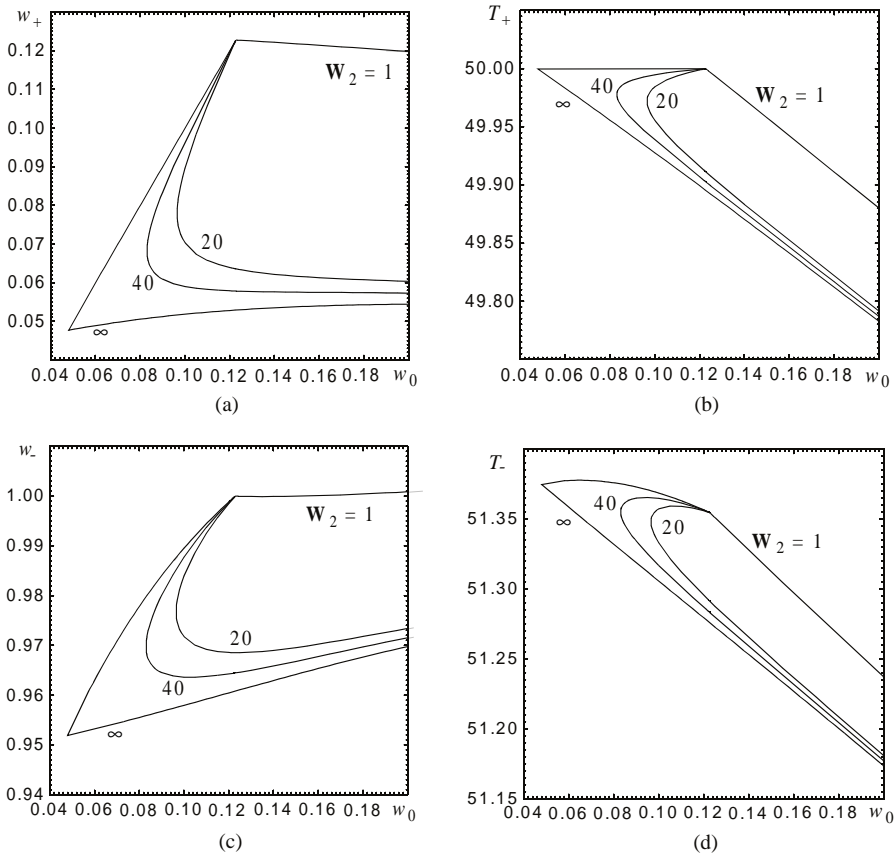 w₊
0.12
0.11
0.10
0.09
0.08
0.07
0.06
0.05
W₂ = 1
20
40
∞
0.04 0.06 0.08 0.10 0.12 0.14 0.16 0.18 w₀
(a)
T₊
50.00
49.95
49.90
49.85
49.80
W₂ = 1
40
20
∞
0.04 0.06 0.08 0.10 0.12 0.14 0.16 0.18 w₀
(b)
w₋
1.00
0.99
0.98
0.97
0.96
0.95
0.94
W₂ = 1
20
40
∞
0.04 0.06 0.08 0.10 0.12 0.14 0.16 0.18 w₀
(c)
T₋
51.35
51.30
51.25
51.20
51.15
W₂ = 1
40
20
∞
0.04 0.06 0.08 0.10 0.12 0.14 0.16 0.18 w₀
(d)